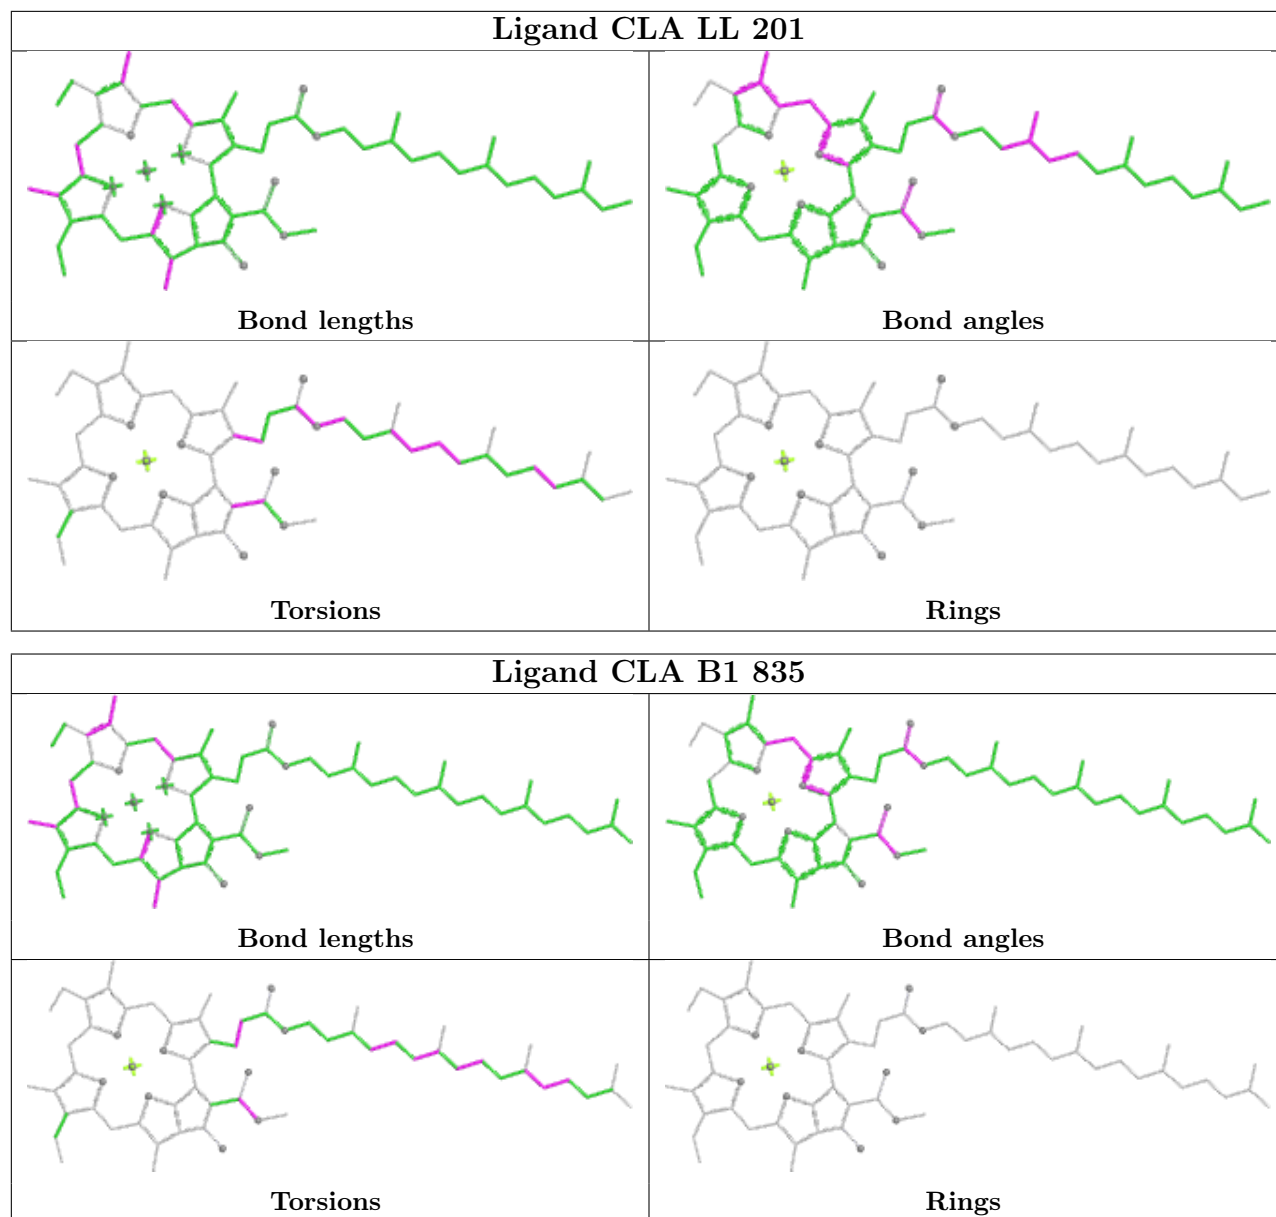 Ligand CLA LL 201
Bond lengths
Bond angles
Torsions
Rings
Ligand CLA B1 835
Bond lengths
Bond angles
Torsions
Rings